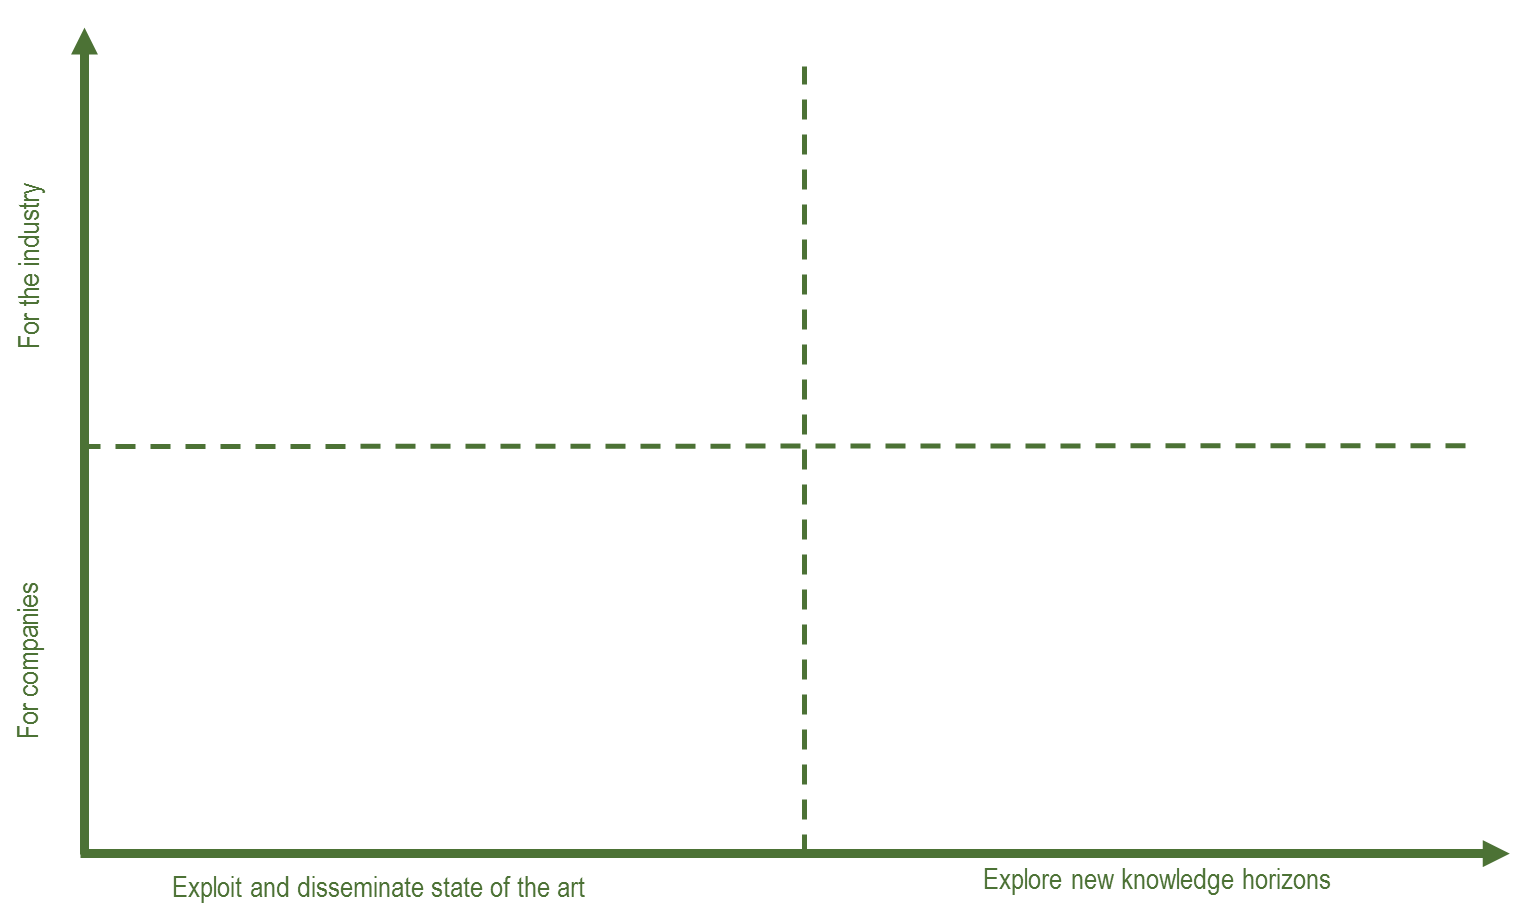 For the industry
For companies
Exploit and disseminate state of the art
Explore new knowledge horizons